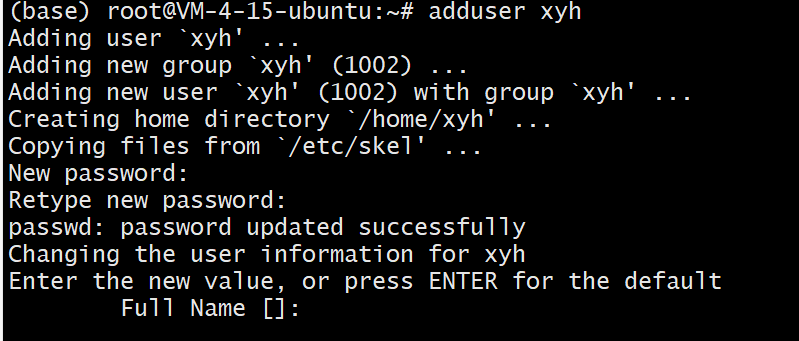 (base) root@VM-4-15-ubuntu:~# adduser xyh
Adding user `xyh' ...
Adding new group `xyh' (1002) ...
Adding new user `xyh' (1002) with group `xyh' ...
Creating home directory `/home/xyh' ...
Copying files from `/etc/skel' ...
New password:
Retype new password:
passwd: password updated successfully
Changing the user information for xyh
Enter the new value, or press ENTER for the default
        Full Name []: